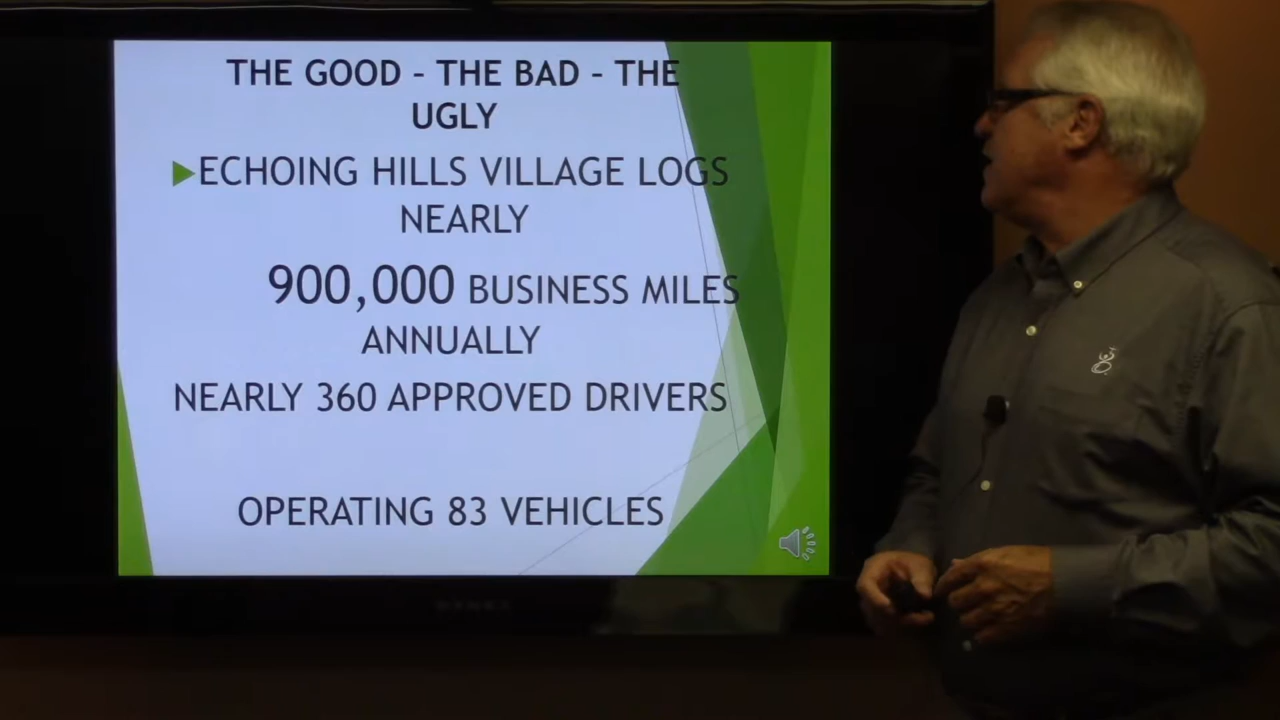 THE GOOD – THE BAD – THE
UGLY
ECHOING HILLS VILLAGE LOGS
NEARLY
900,000 BUSINESS MILES
ANNUALLY
NEARLY 360 APPROVED DRIVERS
OPERATING 83 VEHICLES